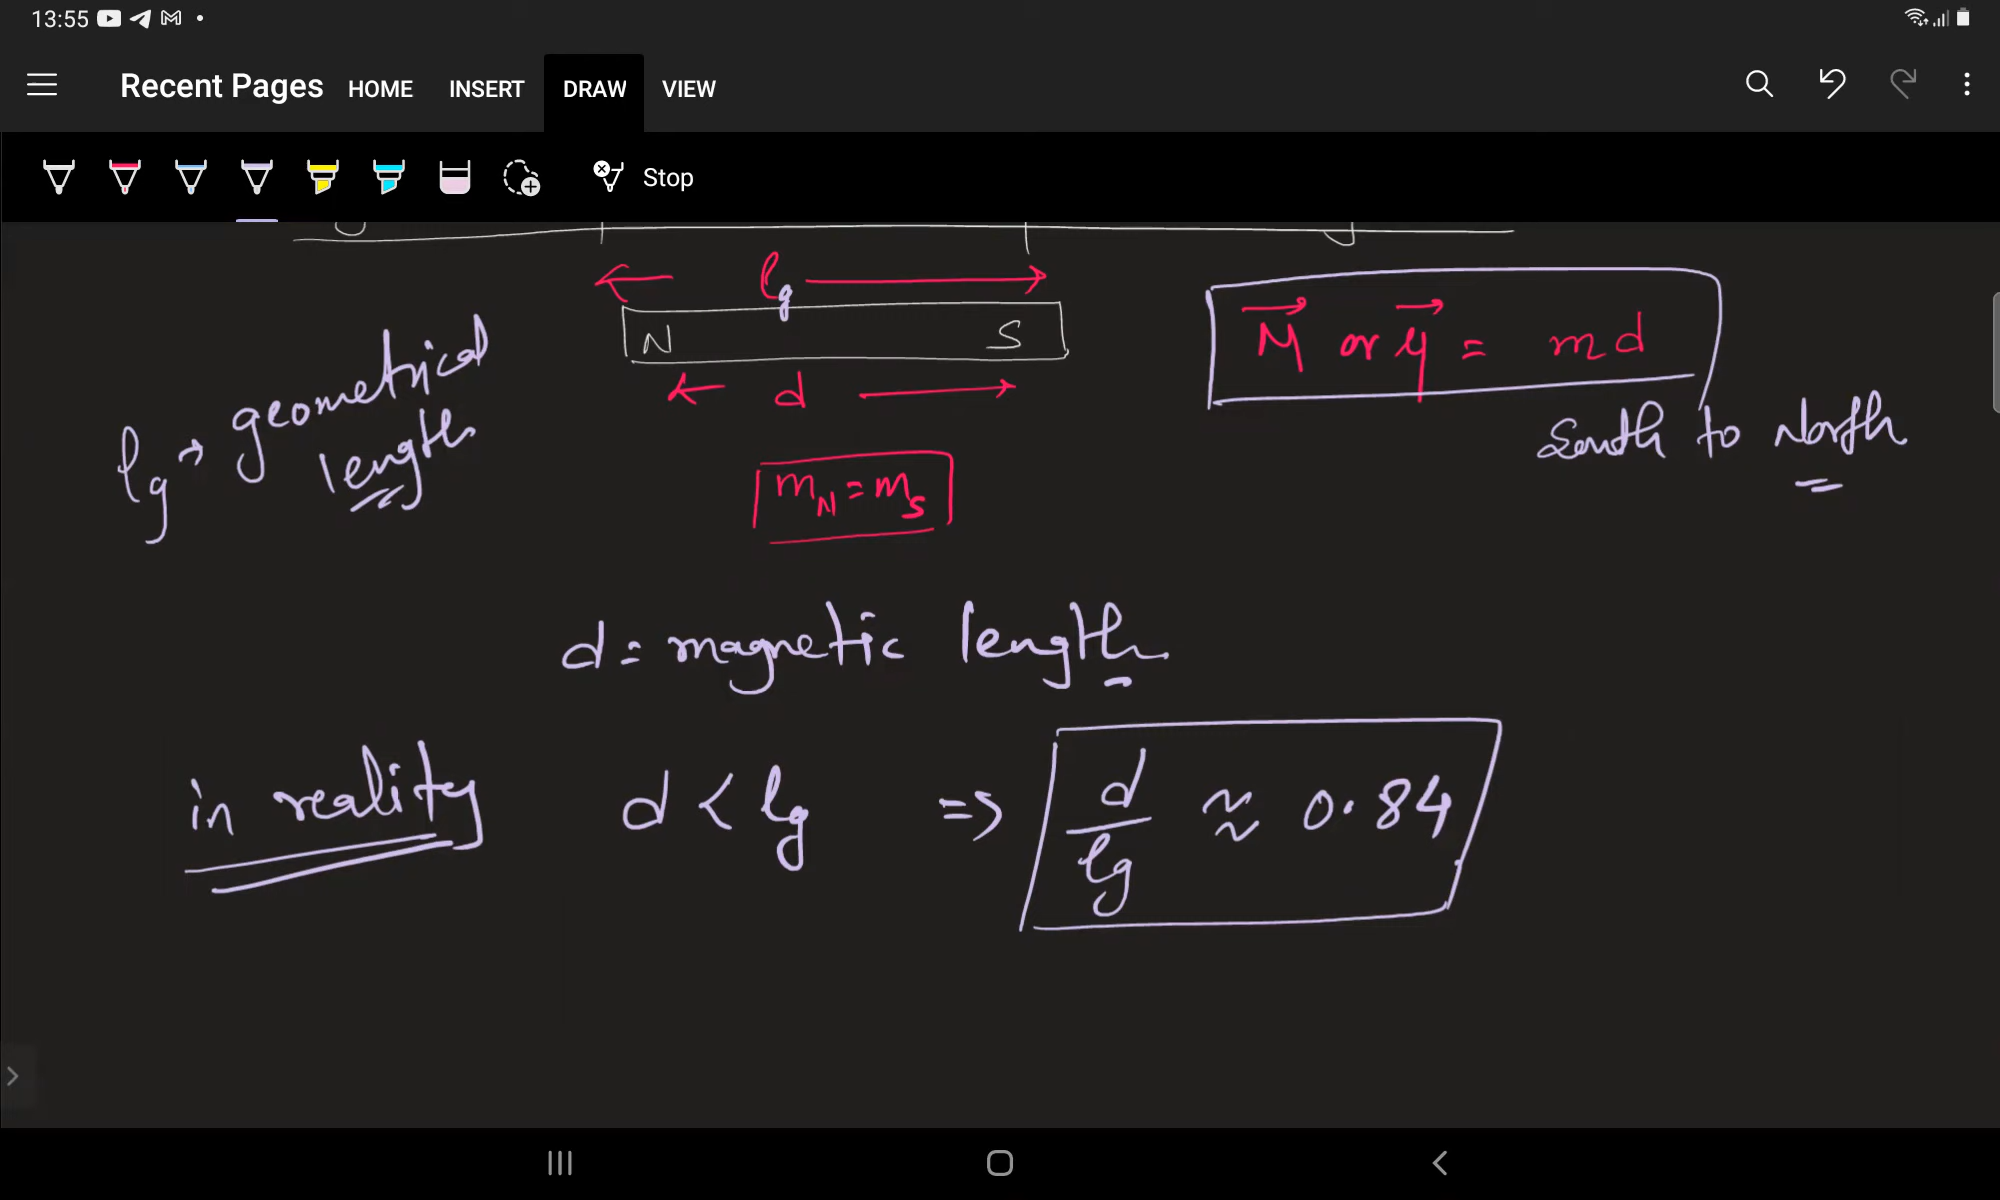 13:55
Recent Pages HOME INSERT DRAW VIEW
Stop
lg
N S
d
M or μ = md
South to North
lg → geometrical
length
mN = mS
d = magnetic length
in reality d < lg => d/lg ≈ 0.84